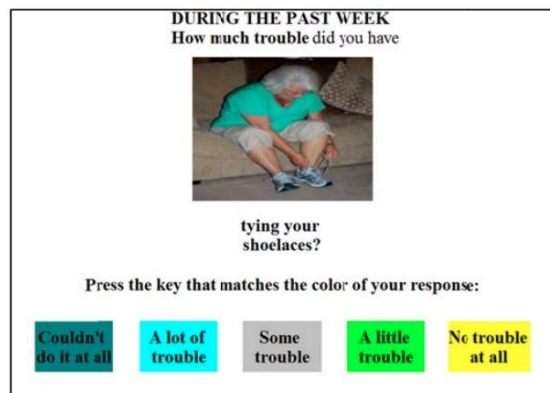 DURING THE PAST WEEK
How much trouble did you have
tying your
shoelaces?
Press the key that matches the color of your response:
Couldn't
do it at all
A lot of
trouble
Some
trouble
A little
trouble
No trouble
at all